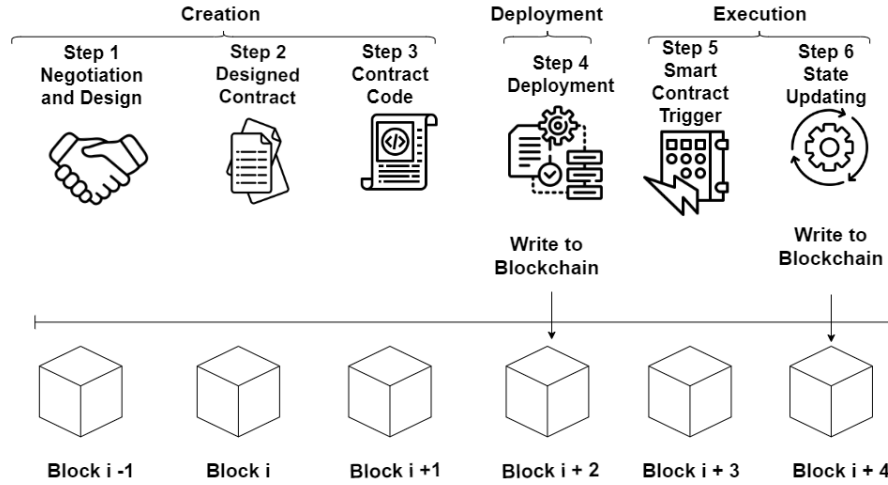 Creation
Deployment
Execution
Step 1
Negotiation
and Design
Step 2
Designed
Contract
Step 3
Contract
Code
Step 4
Deployment
Step 5
Smart
Contract
Trigger
Step 6
State
Updating
</>
Write to
Blockchain
Write to
Blockchain
Block i -1
Block i
Block i +1
Block i + 2
Block i + 3
Block i + 4